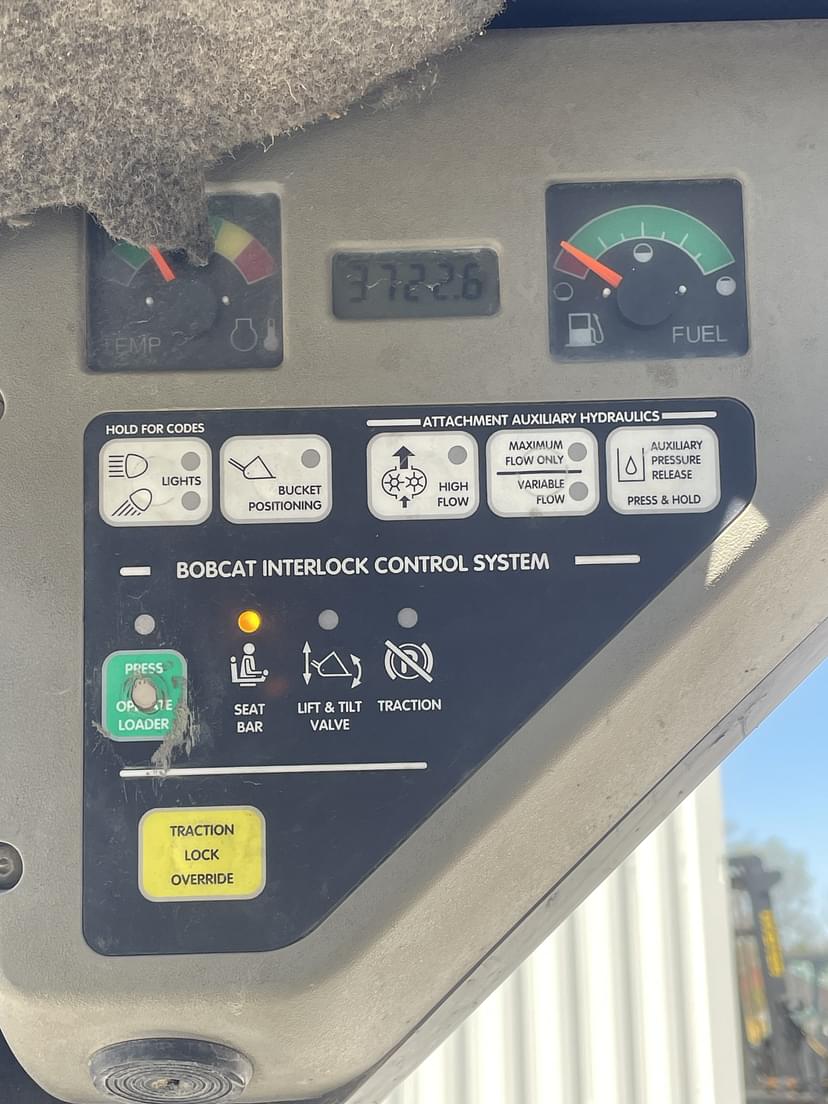 3722.6
TEMP
FUEL
HOLD FOR CODES
ATTACHMENT AUXILIARY HYDRAULICS
LIGHTS
BUCKET
POSITIONING
HIGH
FLOW
MAXIMUM
FLOW ONLY
VARIABLE
FLOW
AUXILIARY
PRESSURE
RELEASE
PRESS & HOLD
BOBCAT INTERLOCK CONTROL SYSTEM
PRESS
LOADER
SEAT
BAR
LIFT & TILT
VALVE
P
TRACTION
TRACTION
LOCK
OVERRIDE